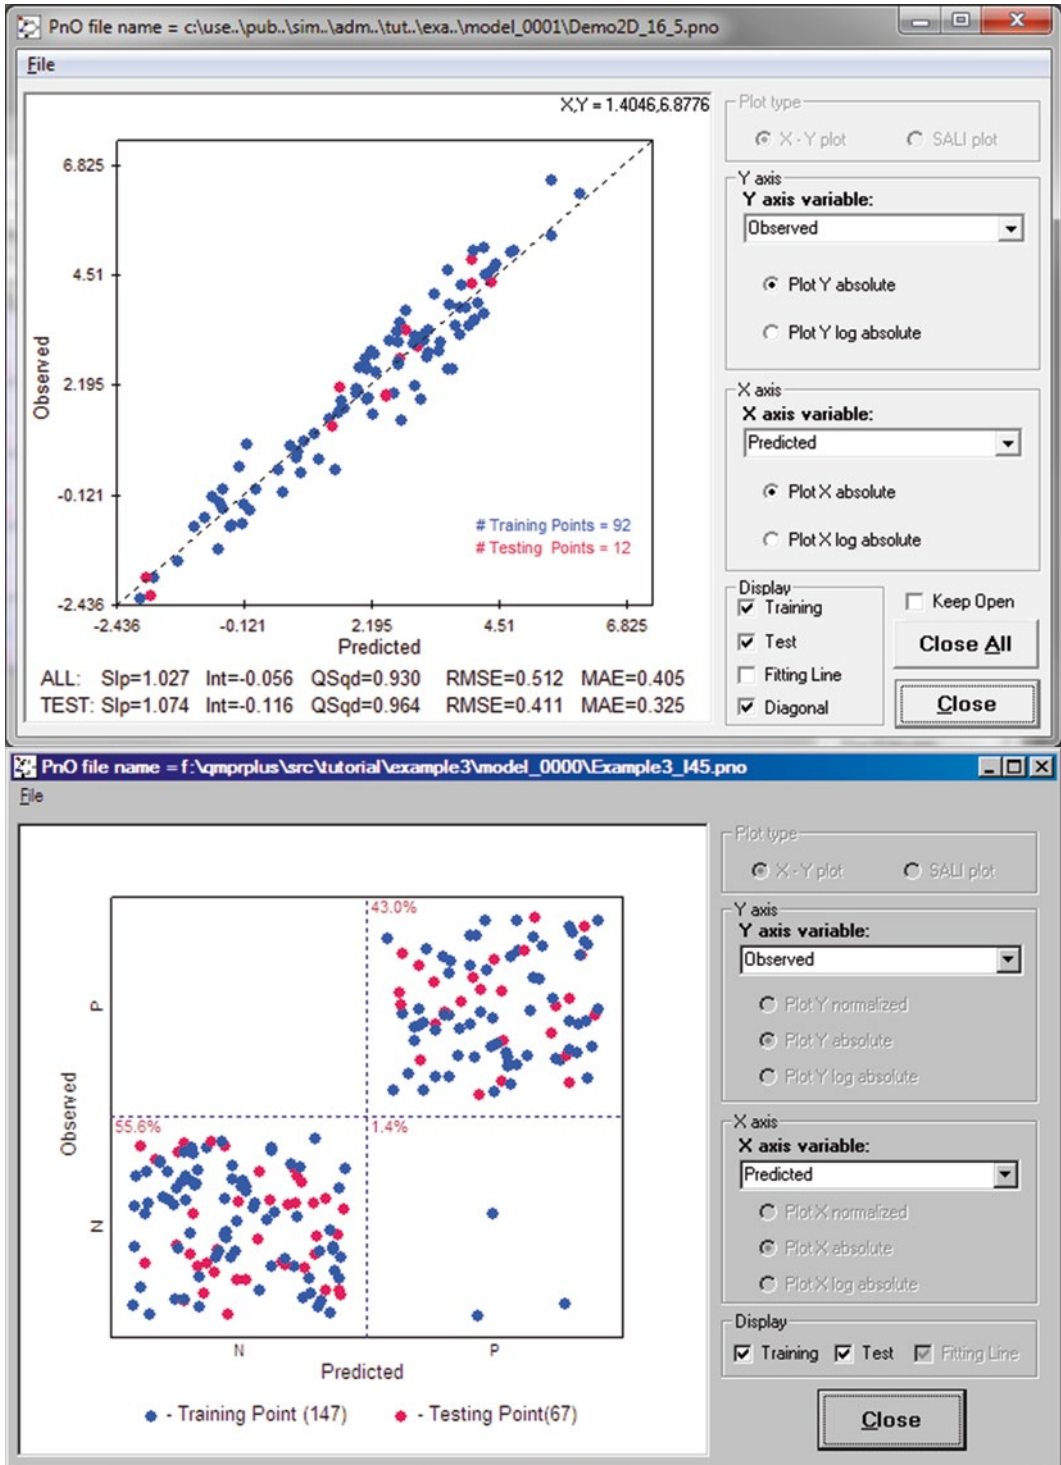 PnO file name = c:\use..\pub..\sim..\adm..\tut..\exa..\model_0001\Demo2D_16_5.pno
File
X,Y = 1.4046,6.8776
6.825
4.51
2.195
-0.121
-2.436
Observed
# Training Points = 92
# Testing Points = 12
-2.436 -0.121 2.195 4.51 6.825
Predicted
ALL: Slp=1.027 Int=-0.056 QSqd=0.930 RMSE=0.512 MAE=0.405
TEST: Slp=1.074 Int=-0.116 QSqd=0.964 RMSE=0.411 MAE=0.325
Plot type
X - Y plot SALI plot
Y axis
Y axis variable:
Observed
Plot Y absolute
Plot Y log absolute
X axis
X axis variable:
Predicted
Plot X absolute
Plot X log absolute
Display
Training
Test
Fitting Line
Diagonal
Keep Open
Close All
Close
PnO file name = f:\qmprplus\src\tutorial\example3\model_0000\Example3_I45.pno
File
43.0%
55.6% 1.4%
P
N
Observed
N P
Predicted
- Training Point (147) - Testing Point(67)
Plot type
X - Y plot SALI plot
Y axis
Y axis variable:
Observed
Plot Y normalized
Plot Y absolute
Plot Y log absolute
X axis
X axis variable:
Predicted
Plot X normalized
Plot X absolute
Plot X log absolute
Display
Training Test Fitting Line
Close